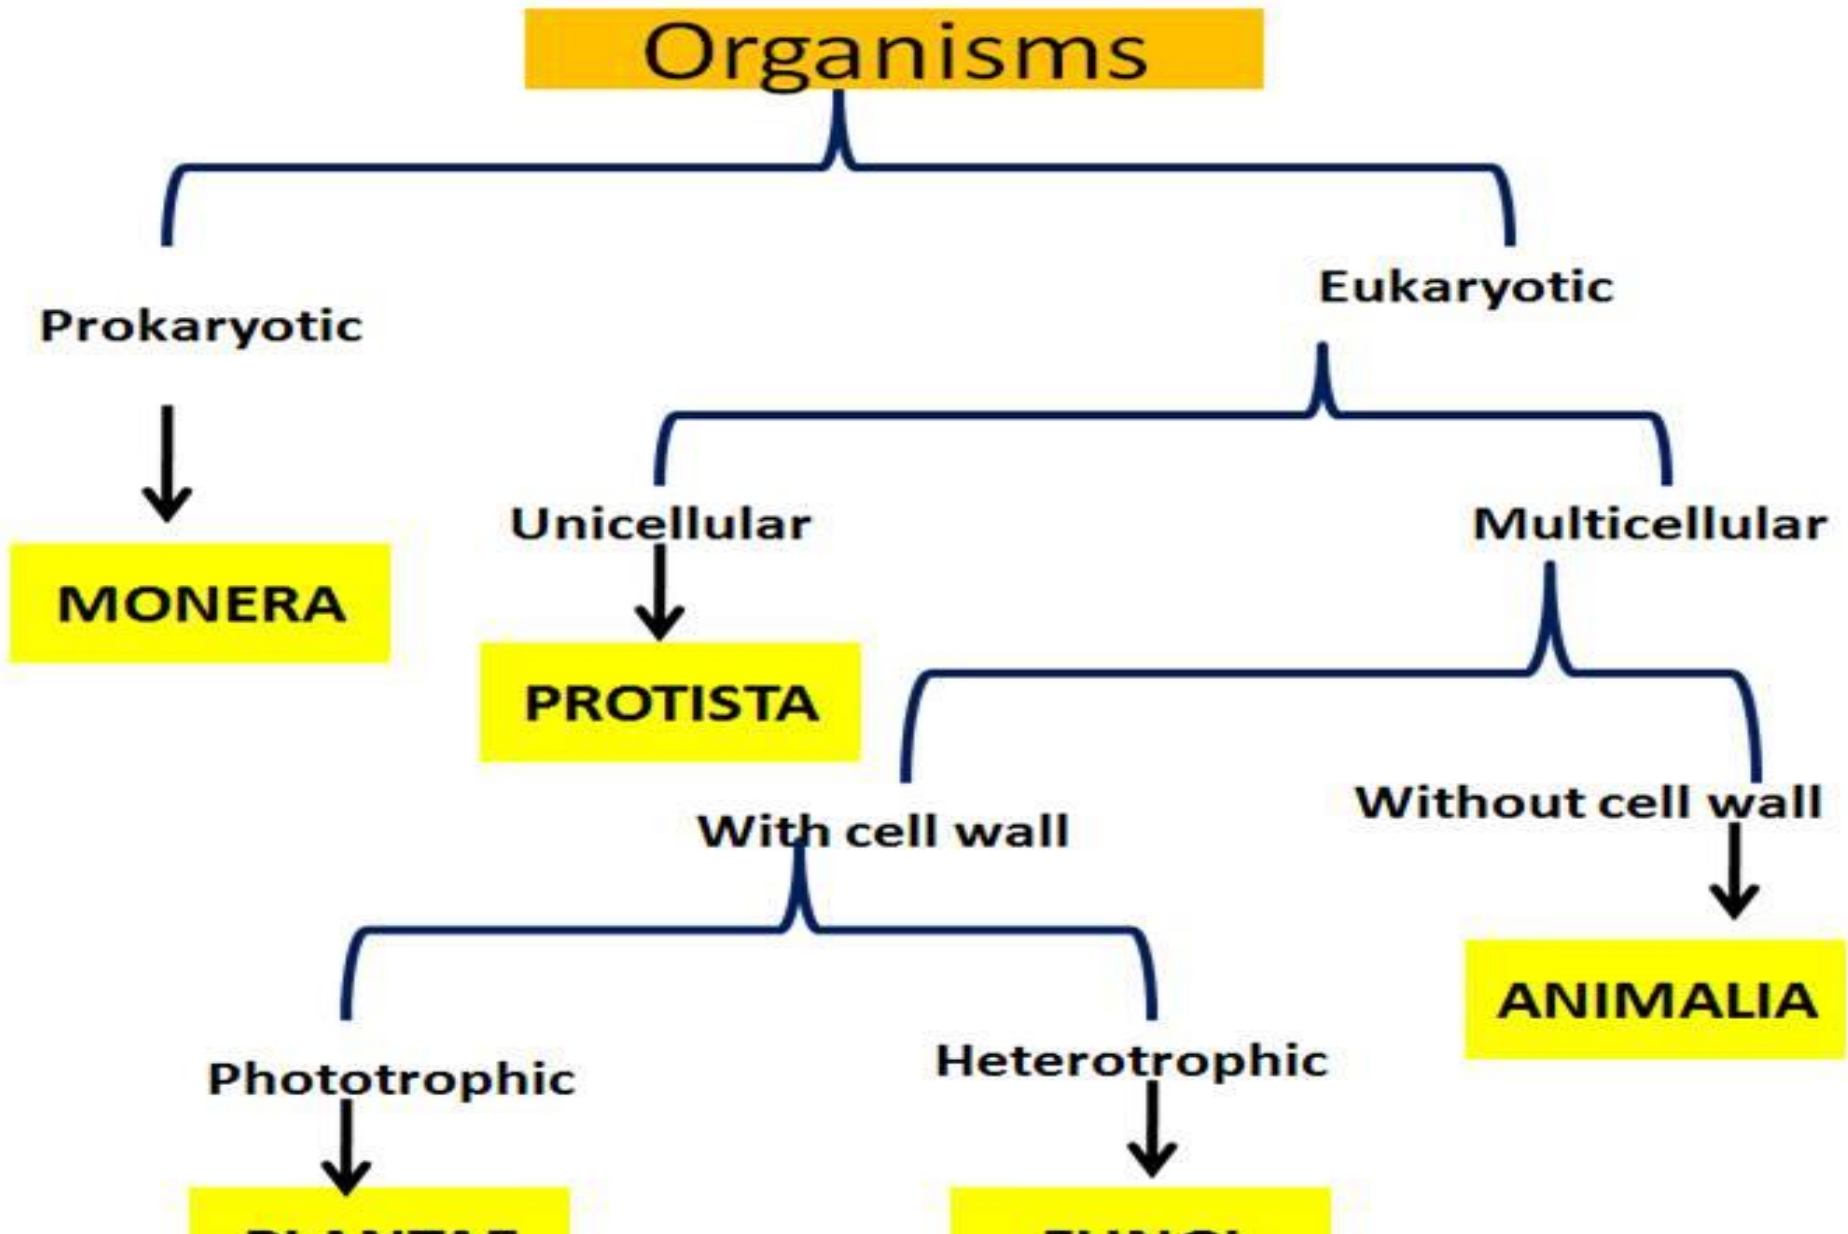 Organisms
Eukaryotic
Prokaryotic
Unicellular
Multicellular
MONERA
PROTISTA
Without cell wall
With cell wall
ANIMALIA
Heterotrophic
Phototrophic